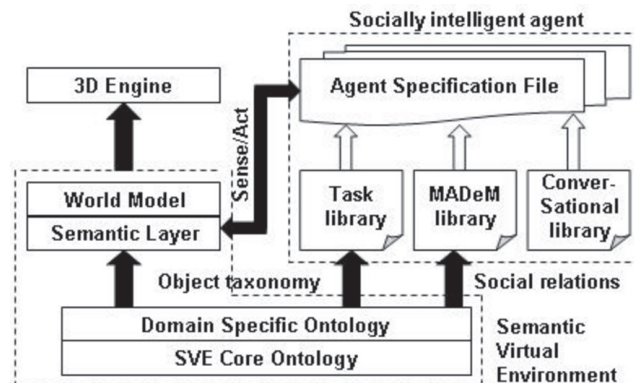 Socially intelligent agent
3D Engine
Agent Specification File
Sense/Act
World Model
Semantic Layer
Task
library
MADeM
library
Conver-
Sational
library
Object taxonomy
Social relations
Domain Specific Ontology
SVE Core Ontology
Semantic
Virtual
Environment